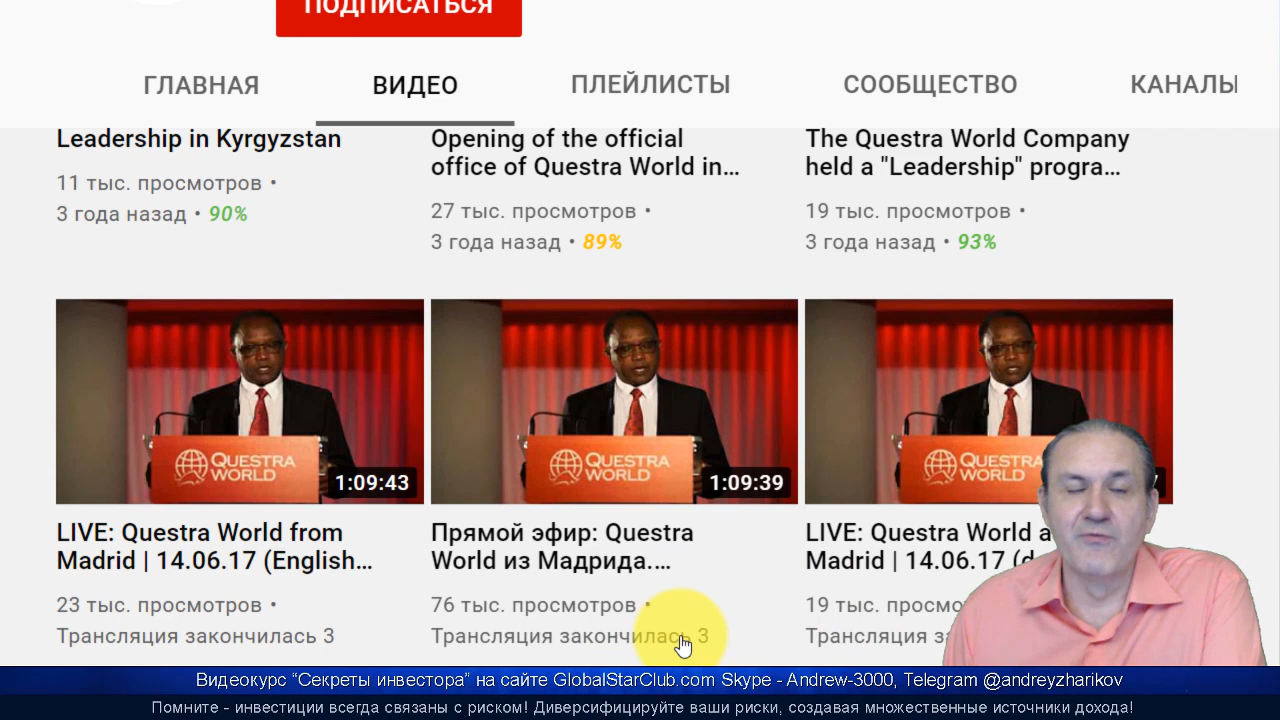 ПОДПИСАТЬСЯ
ГЛАВНАЯ ВИДЕО ПЛЕЙЛИСТЫ СООБЩЕСТВО КАНАЛЫ
Leadership in Kyrgyzstan
11 тыс. просмотров •
3 года назад • 90%
Opening of the official
office of Questra World in...
27 тыс. просмотров •
3 года назад • 89%
The Questra World Company
held a "Leadership" progra...
19 тыс. просмотров •
3 года назад • 93%
QUESTRA
WORLD
1:09:43
QUESTRA
WORLD
1:09:39
QUESTRA
WORLD
LIVE: Questra World from
Madrid | 14.06.17 (English...
23 тыс. просмотров •
Трансляция закончилась 3
Прямой эфир: Questra
World из Мадрида....
76 тыс. просмотров •
Трансляция закончилась 3
LIVE: Questra World a
Madrid | 14.06.17 (d
19 тыс. просмо
Трансляция за
Видеокурс “Секреты инвестора” на сайте GlobalStarClub.com Skype - Andrew-3000, Telegram @andreyzharikov
Помните - инвестиции всегда связаны с риском! Диверсифицируйте ваши риски, создавая множественные источники дохода!